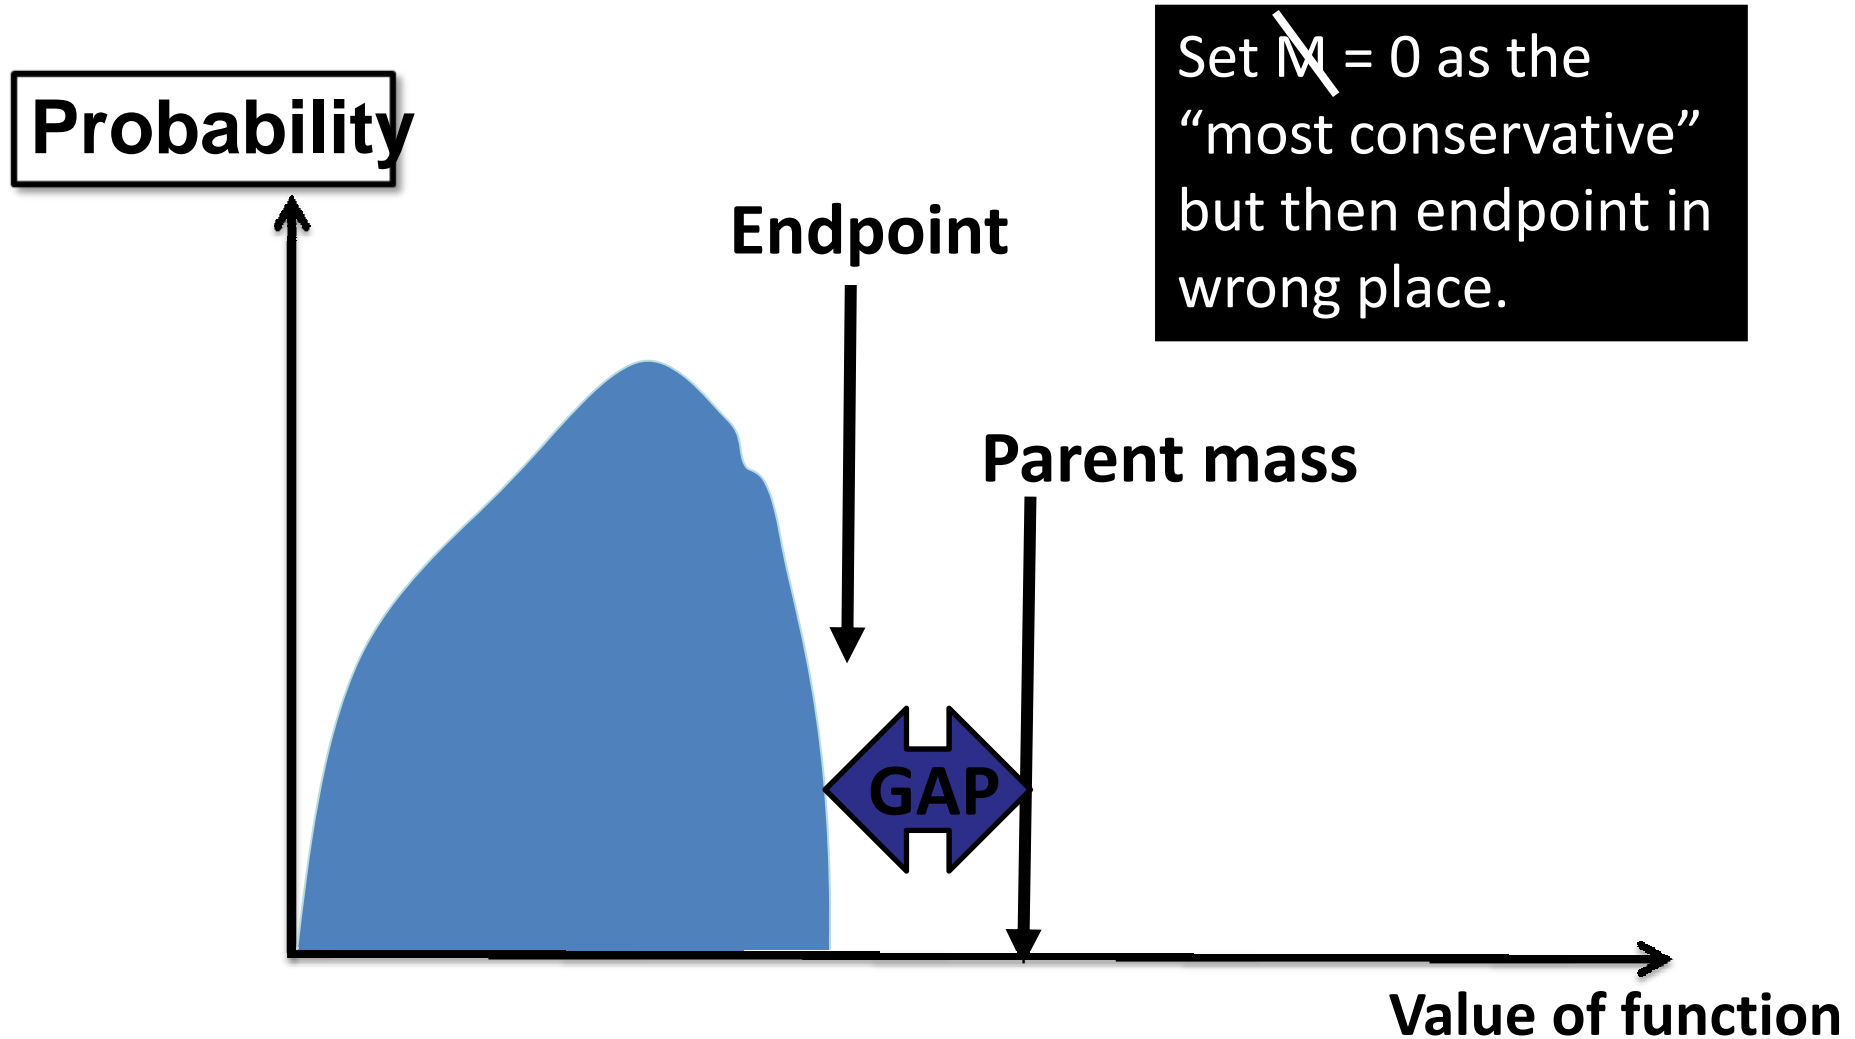 Probability
Set M̸ = 0 as the
“most conservative”
but then endpoint in
wrong place.
Endpoint
Parent mass
GAP
Value of function